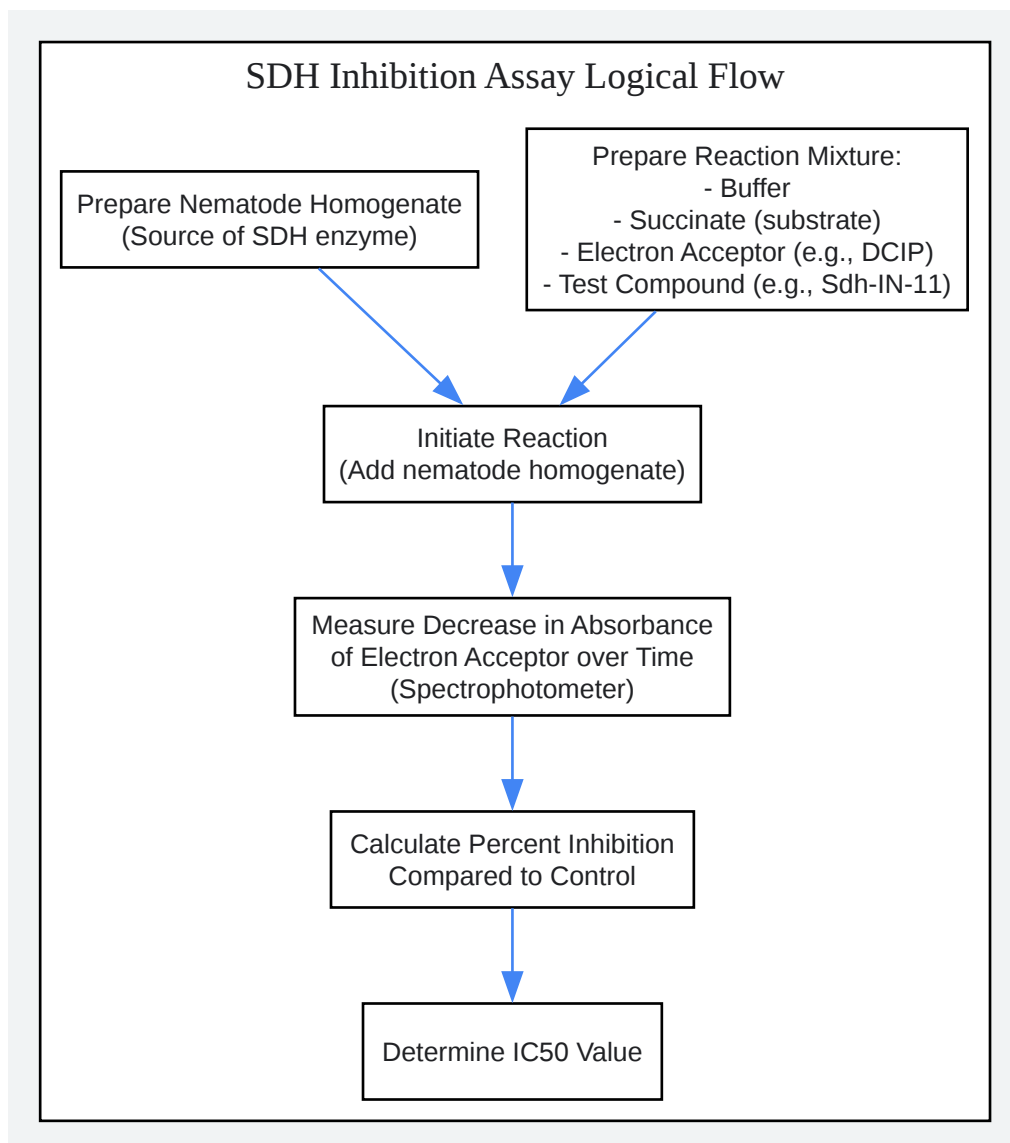 SDH Inhibition Assay Logical Flow
Prepare Nematode Homogenate
(Source of SDH enzyme)
Prepare Reaction Mixture:
- Buffer
- Succinate (substrate)
- Electron Acceptor (e.g., DCIP)
- Test Compound (e.g., Sdh-IN-11)
Initiate Reaction
(Add nematode homogenate)
Measure Decrease in Absorbance
of Electron Acceptor over Time
(Spectrophotometer)
Calculate Percent Inhibition
Compared to Control
Determine IC50 Value